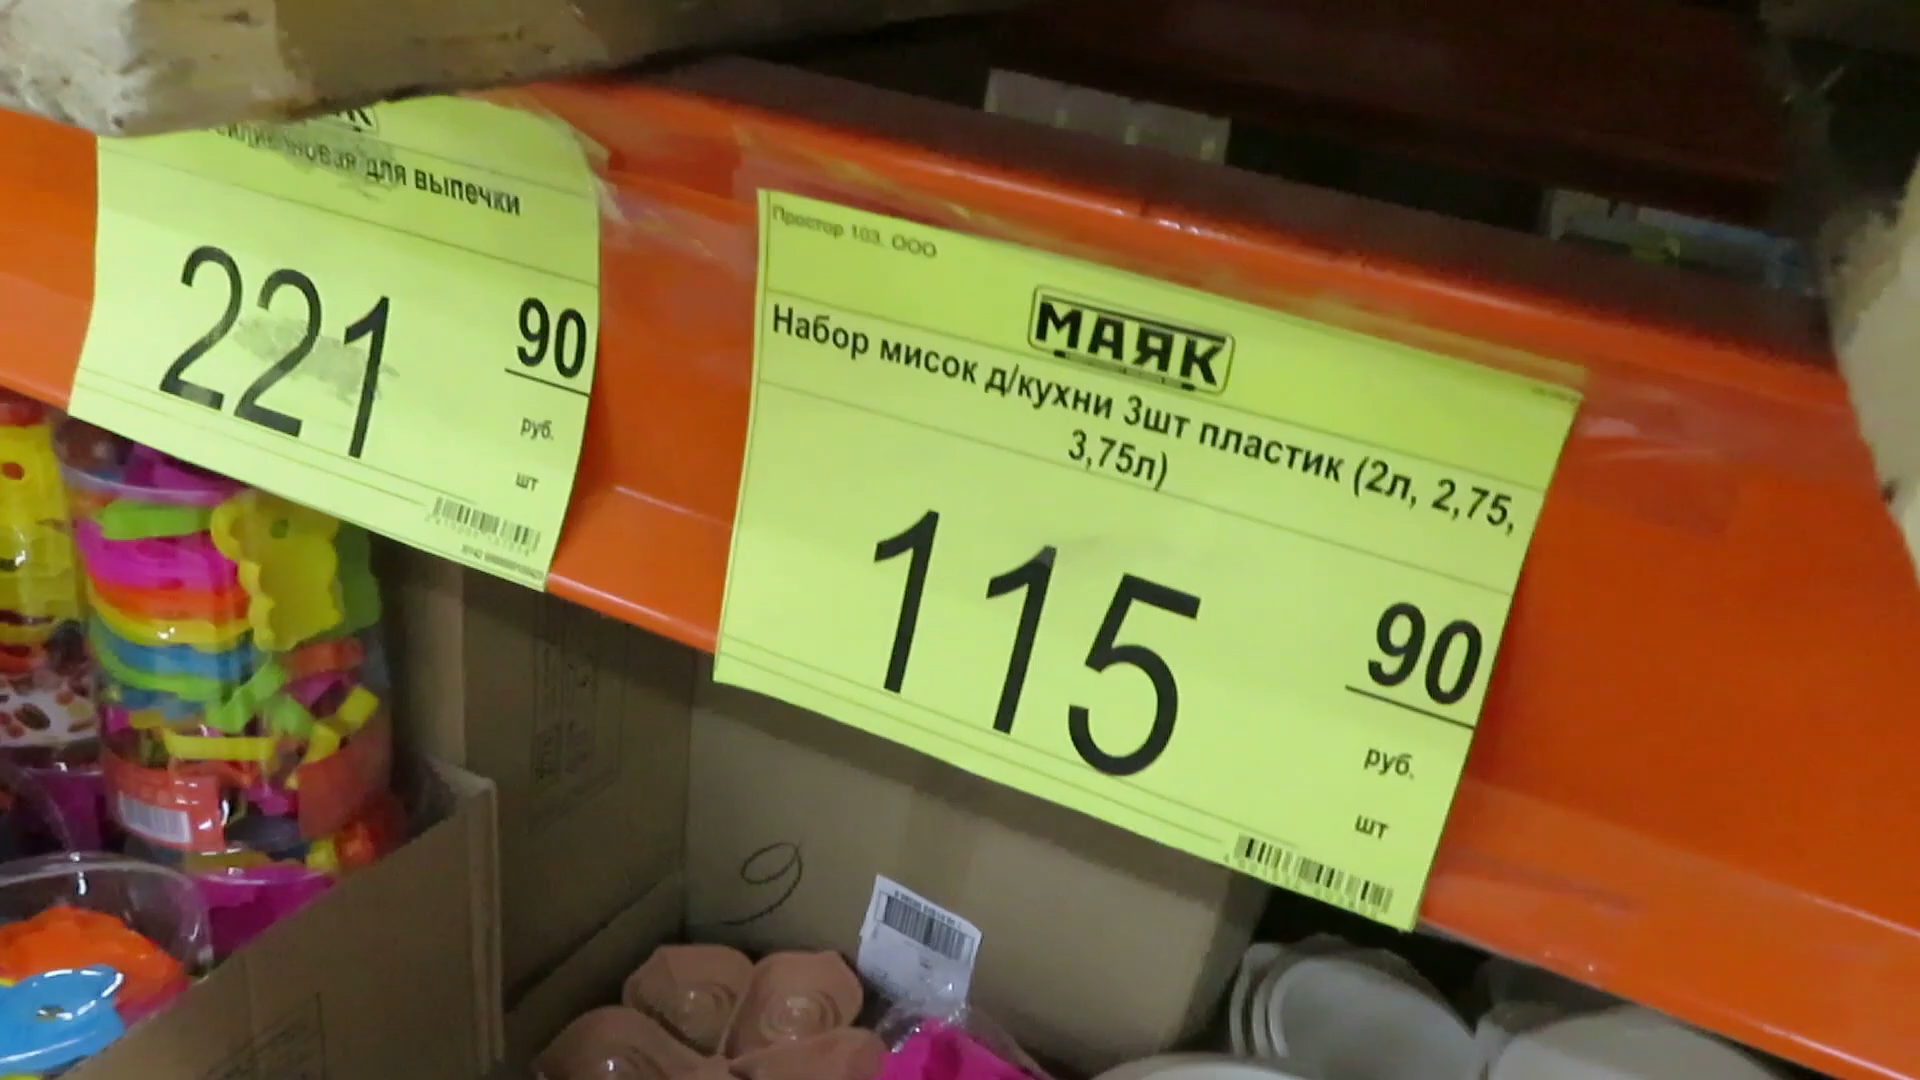 для выпечки
221
90
руб.
шт
Простор 103, ООО
МАЯК
Набор мисок д/кухни 3шт пластик (2л, 2,75,
3,75л)
115
90
руб.
шт
9